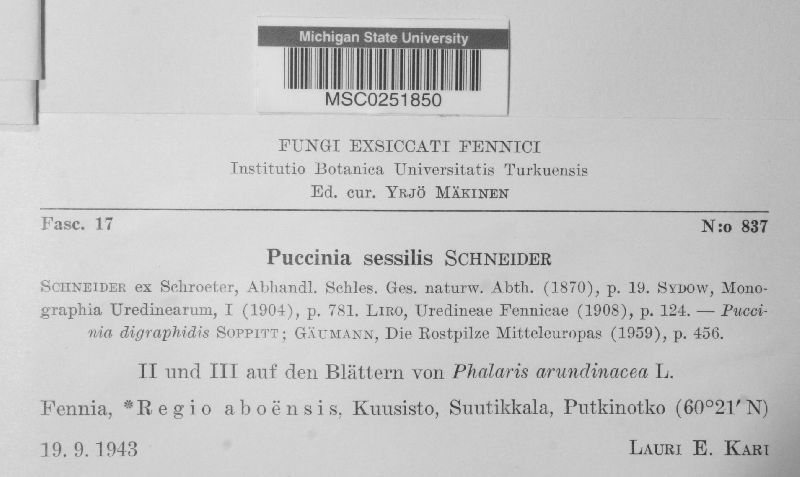 Michigan State University
MSC0251850
FUNGI EXSICCATI FENNICI
Institutio Botanica Universitatis Turkuensis
Ed. cur. YRJÖ MÄKINEN
Fasc. 17 N:o 837
Puccinia sessilis SCHNEIDER
SCHNEIDER ex Schroeter, Abhandl. Schles. Ges. naturw. Abth. (1870), p. 19. SYDOW, Mono-
graphia Uredinearum, I (1904), p. 781. LIRO, Uredineae Fennicae (1908), p. 124. — Pucci-
nia digraphidis SOPPITT; GÄUMANN, Die Rostpilze Mitteleuropas (1959), p. 456.
II und III auf den Blättern von Phalaris arundinacea L.
Fennia, *Regio aboënsis, Kuusisto, Suutikkala, Putkinotko (60°21′ N)
19. 9. 1943 LAURI E. KARI